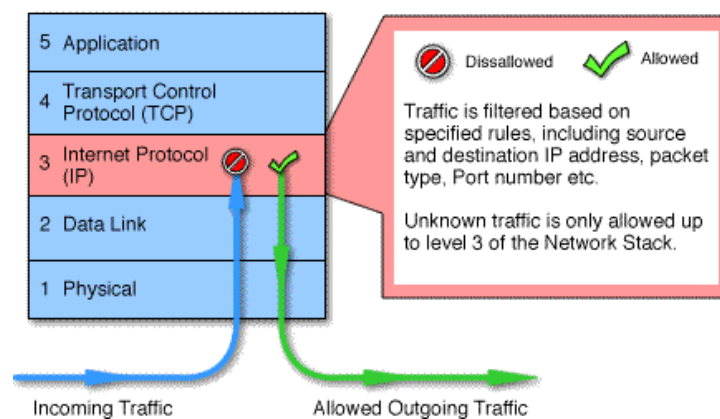 5 Application
4 Transport Control
Protocol (TCP)
3 Internet Protocol
(IP)
2 Data Link
1 Physical
Incoming Traffic
Allowed Outgoing Traffic
Dissallowed
Allowed
Traffic is filtered based on
specified rules, including source
and destination IP address, packet
type, Port number etc.
Unknown traffic is only allowed up
to level 3 of the Network Stack.